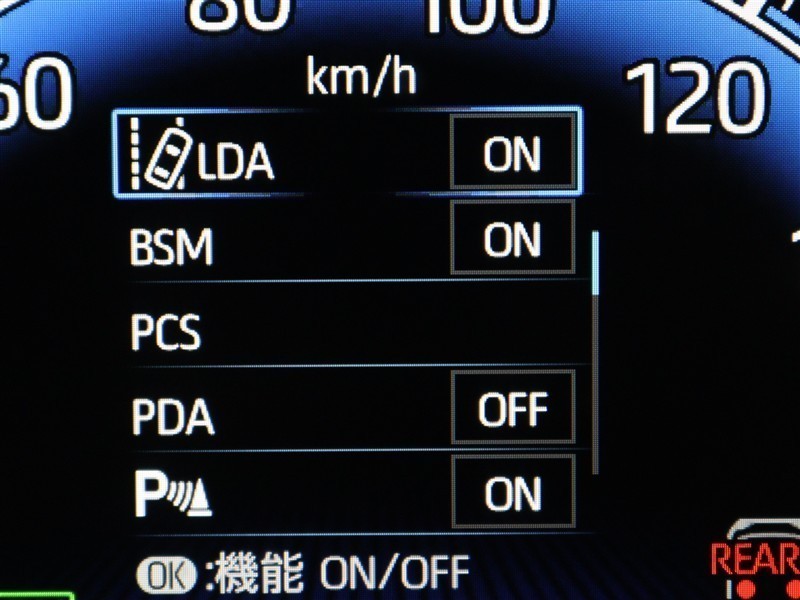 80 100
60 km/h 120
LDA ON
BSM ON
PCS
PDA OFF
P ON
OK:機能 ON/OFF
REAR